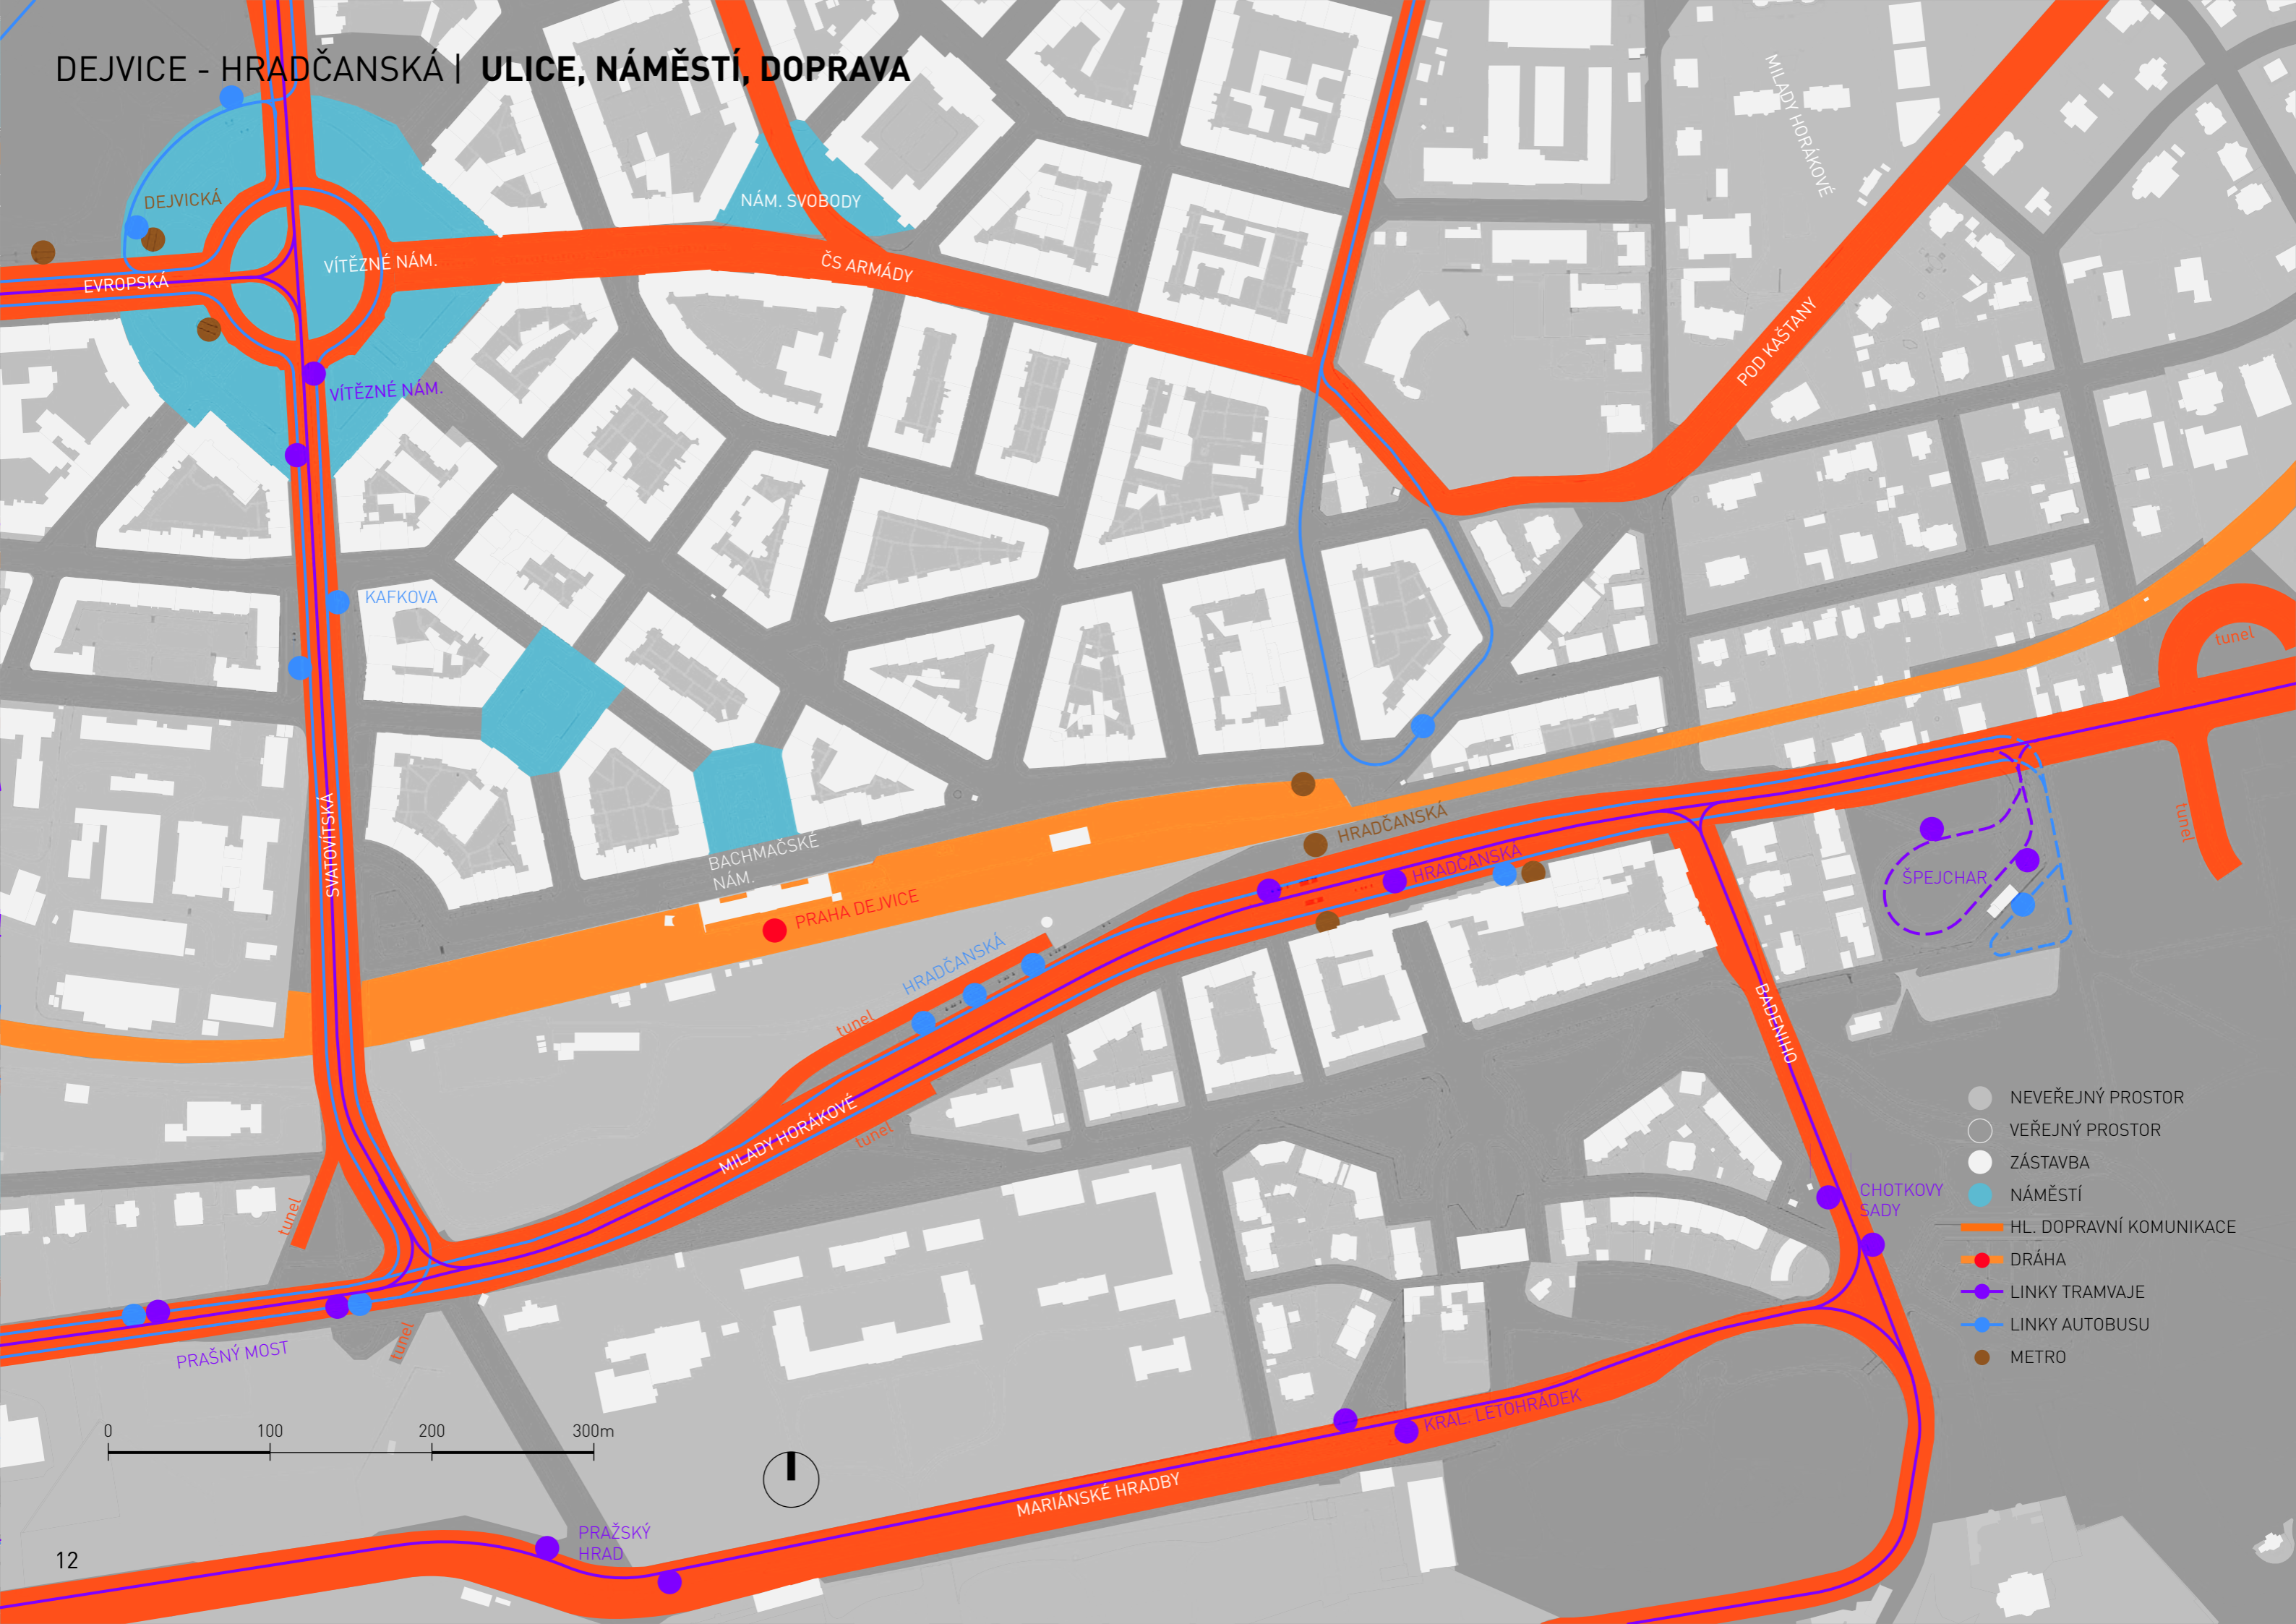 DEJVICE - HRADČANSKÁ | ULICE, NÁMĚSTÍ, DOPRAVA
MILADY HORÁKOVÉ
DEJVICKÁ
NÁM. SVOBODY
VÍTĚZNÉ NÁM.
ČS ARMÁDY
EVROPSKÁ
POD KAŠTANY
VÍTĚZNÉ NÁM.
KAFKOVA
tunel
SVATOVÍTSKÁ
HRADČANSKÁ
tunel
BACHMAČSKÉ
NÁM.
HRADČANSKÁ
ŠPEJCHAR
PRAHA DEJVICE
HRADČANSKÁ
tunel
BADENIHO
MILADY HORÁKOVÉ
tunel
tunel
CHOTKOVY
SADY
PRAŠNÝ MOST
tunel
KRÁL. LETOHRÁDEK
MARIÁNSKÉ HRADBY
PRAŽSKÝ
HRAD
NEVEŘEJNÝ PROSTOR
VEŘEJNÝ PROSTOR
ZÁSTAVBA
NÁMĚSTÍ
HL. DOPRAVNÍ KOMUNIKACE
DRÁHA
LINKY TRAMVAJE
LINKY AUTOBUSU
METRO
0 100 200 300m
12